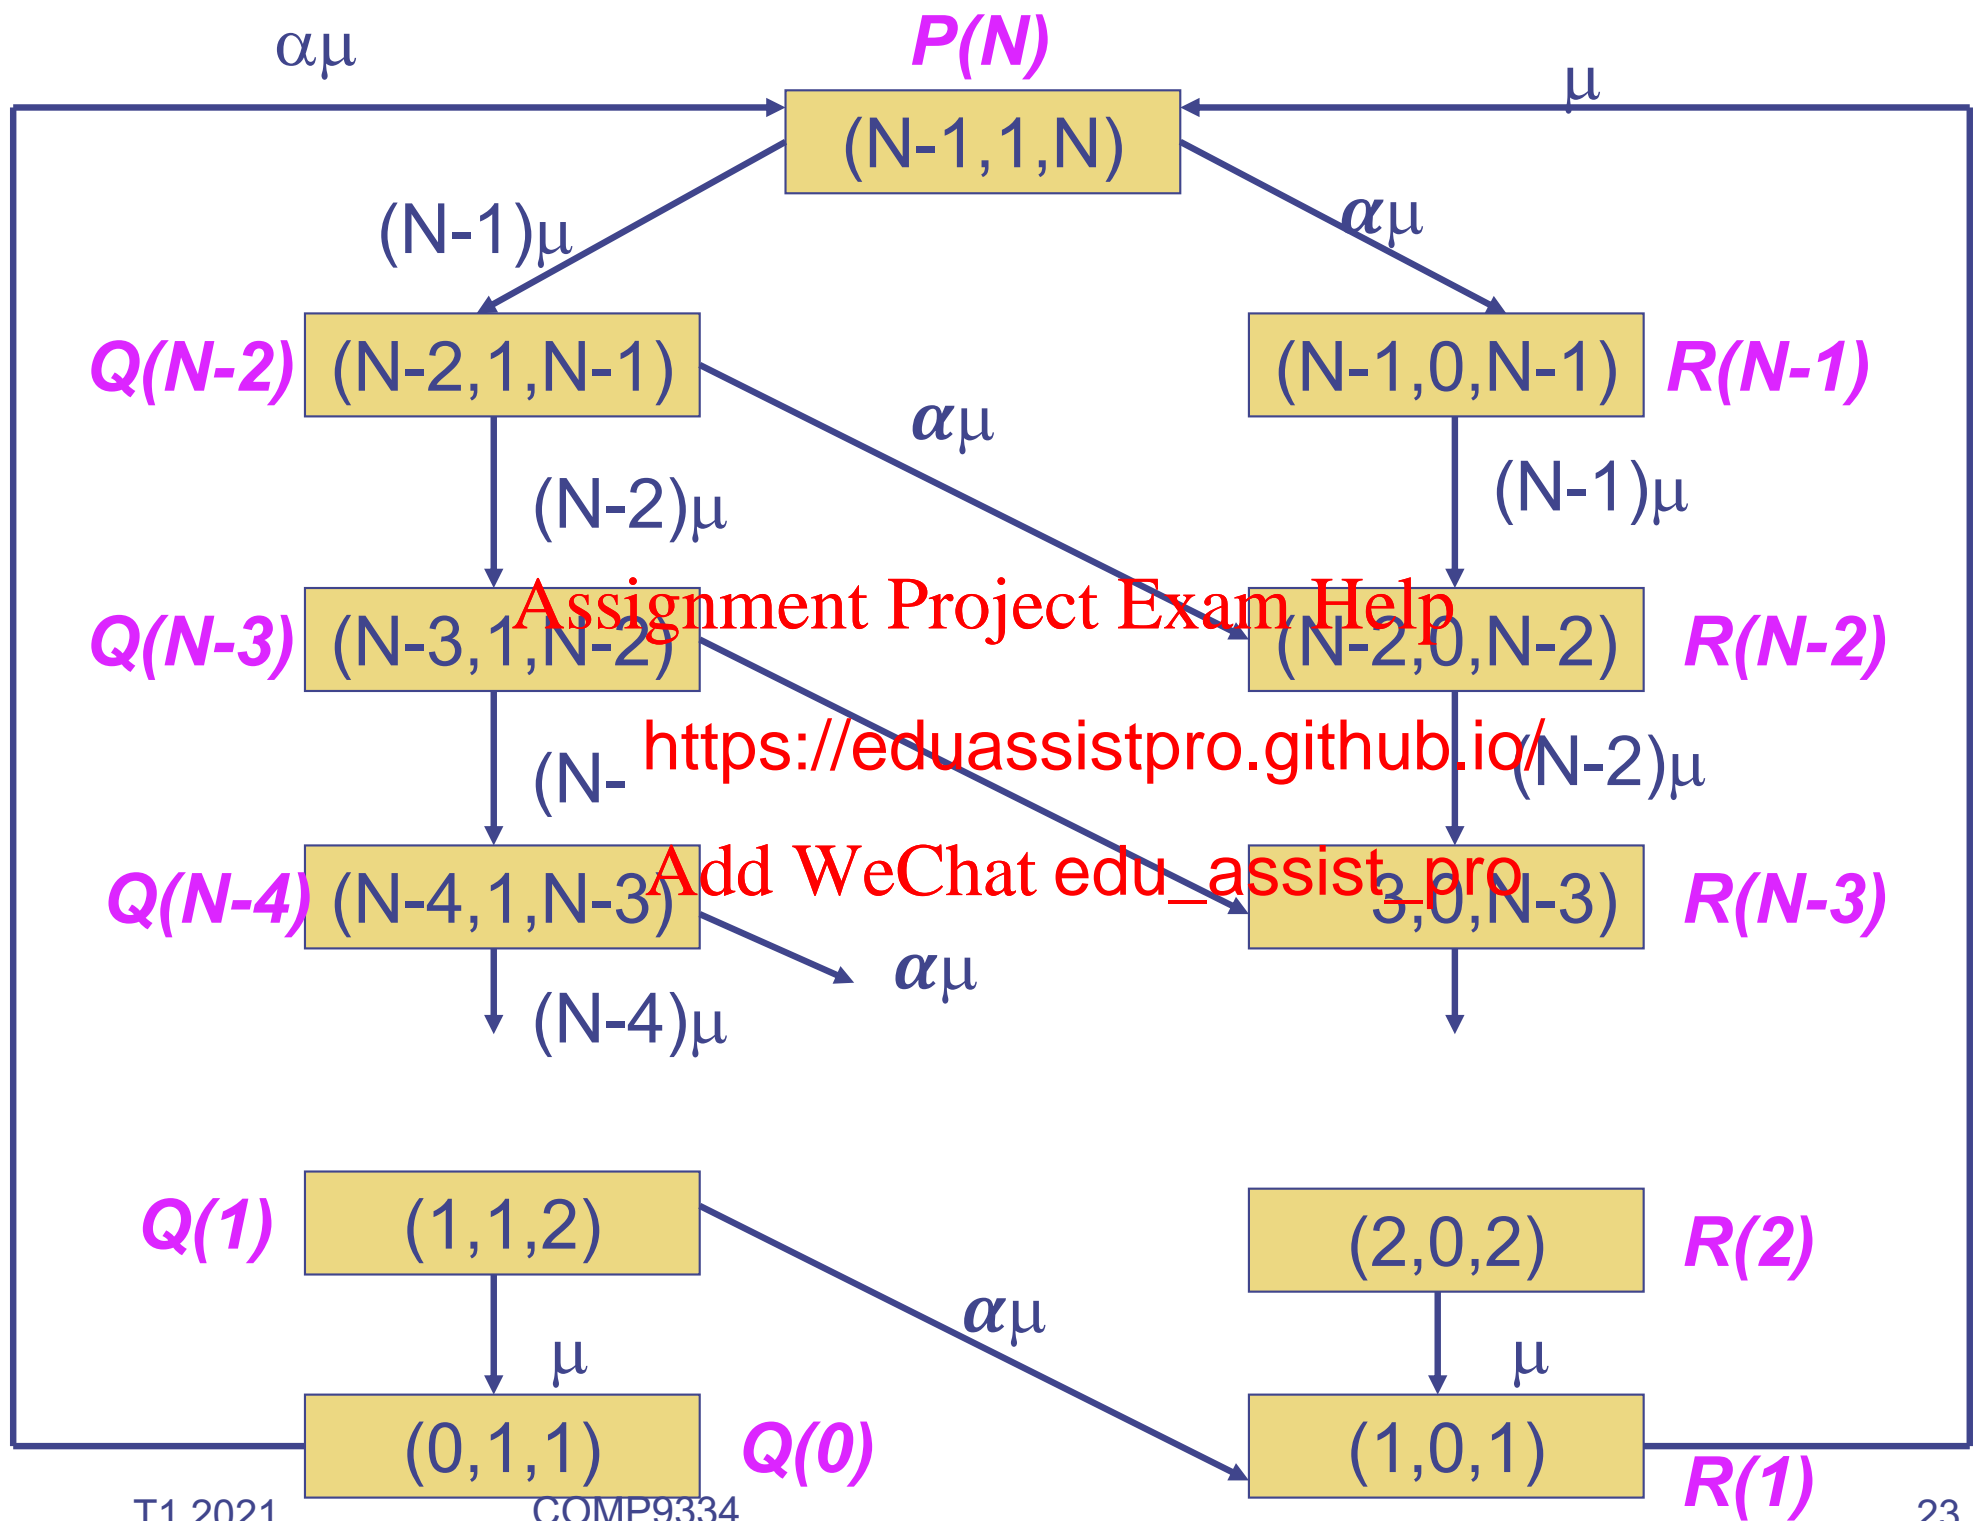 αμ
P(N)
μ
(N-1,1,N)
(N-1)μ
αμ
Q(N-2)
(N-2,1,N-1)
(N-1,0,N-1)
R(N-1)
αμ
(N-2)μ
(N-1)μ
Assignment Project Exam Help
Q(N-3)
(N-3,1,N-2)
(N-2,0,N-2)
R(N-2)
(N-
https://eduassistpro.github.io/
(N-2)μ
Add WeChat edu_assist_pro
Q(N-4)
(N-4,1,N-3)
3,0,N-3)
R(N-3)
αμ
(N-4)μ
Q(1)
(1,1,2)
(2,0,2)
R(2)
αμ
μ
μ
(0,1,1)
Q(0)
(1,0,1)
R(1)
T1 2021
COMP9334
23